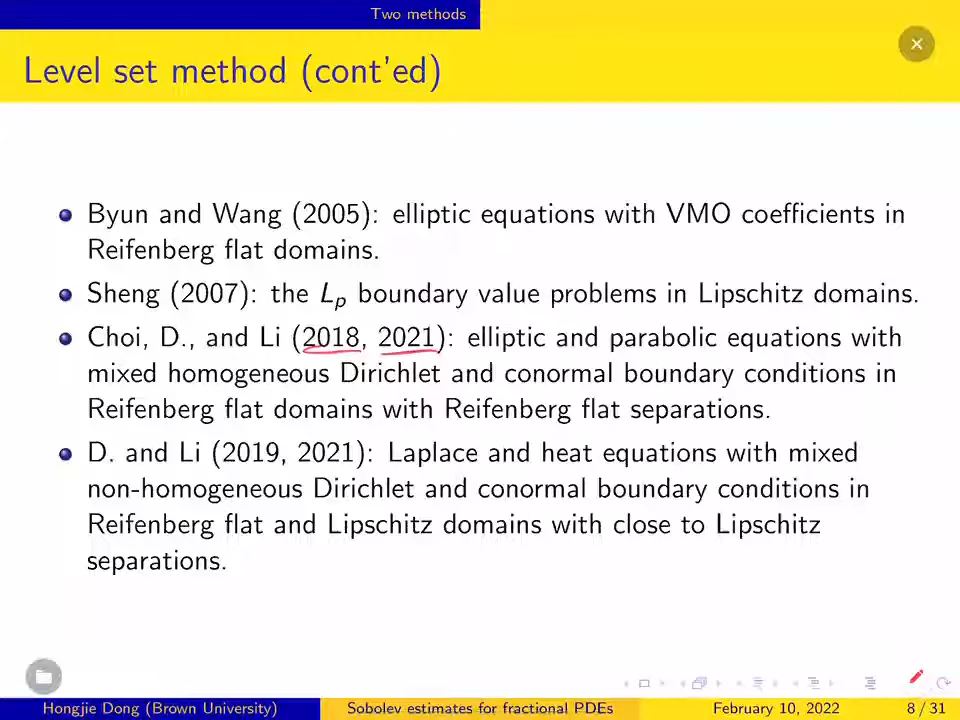 Two methods
Level set method (cont'ed)
Byun and Wang (2005): elliptic equations with VMO coefficients in
Reifenberg flat domains.
Sheng (2007): the Lp boundary value problems in Lipschitz domains.
Choi, D., and Li (2018, 2021): elliptic and parabolic equations with
mixed homogeneous Dirichlet and conormal boundary conditions in
Reifenberg flat domains with Reifenberg flat separations.
D. and Li (2019, 2021): Laplace and heat equations with mixed
non-homogeneous Dirichlet and conormal boundary conditions in
Reifenberg flat and Lipschitz domains with close to Lipschitz
separations.
Hongjie Dong (Brown University) Sobolev estimates for fractional PDEs February 10, 2022 8 / 31